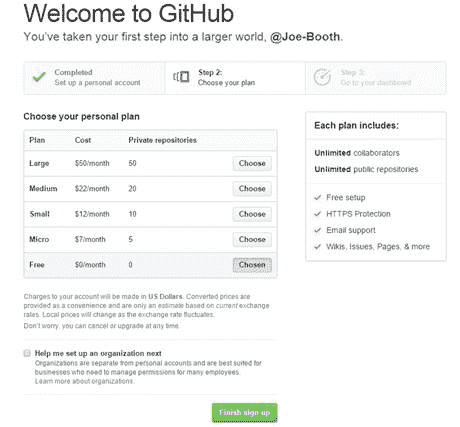 Welcome to GitHub
You've taken your first step into a larger world, @Joe-Booth.
Completed
Set up a personal account
Step 2:
Choose your plan
Step 3:
Go to your dashboard
Choose your personal plan
Plan Cost Private repositories
Large $50/month 50 Choose
Medium $22/month 20 Choose
Small $12/month 10 Choose
Micro $7/month 5 Choose
Free $0/month 0 Chosen
Charges to your account will be made in US Dollars. Converted prices are
provided as a convenience and are only an estimate based on current exchange
rates. Local prices will change as the exchange rate fluctuates.
Don't worry, you can cancel or upgrade at any time.
Help me set up an organization next
Organizations are separate from personal accounts and are best suited for
businesses who need to manage permissions for many employees.
Learn more about organizations.
Finish sign up
Each plan includes:
Unlimited collaborators
Unlimited public repositories
Free setup
HTTPS Protection
Email support
Wikis, Issues, Pages, & more